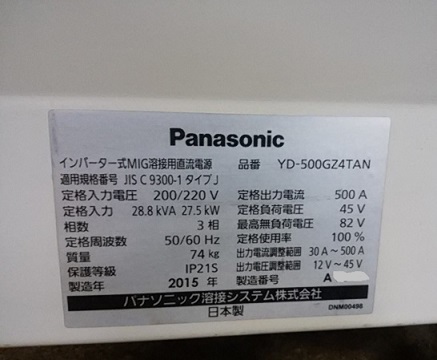 Panasonic
インバーター式MIG溶接用直流電源 品番 YD-500GZ4TAN
適用規格番号 JIS C 9300-1 タイプJ
定格入力電圧 200/220 V 定格出力電流 500 A
定格入力 28.8 kVA 27.5 kW 定格負荷電圧 45 V
相数 3 相 最高無負荷電圧 82 V
定格周波数 50/60 Hz 定格使用率 100 %
質量 74 kg 出力電流調整範囲 30 A～500 A
保護等級 IP21S 出力電圧調整範囲 12 V～45 V
製造年 2015 年 製造番号 A
パナソニック溶接システム株式会社
日本製 DNM00498